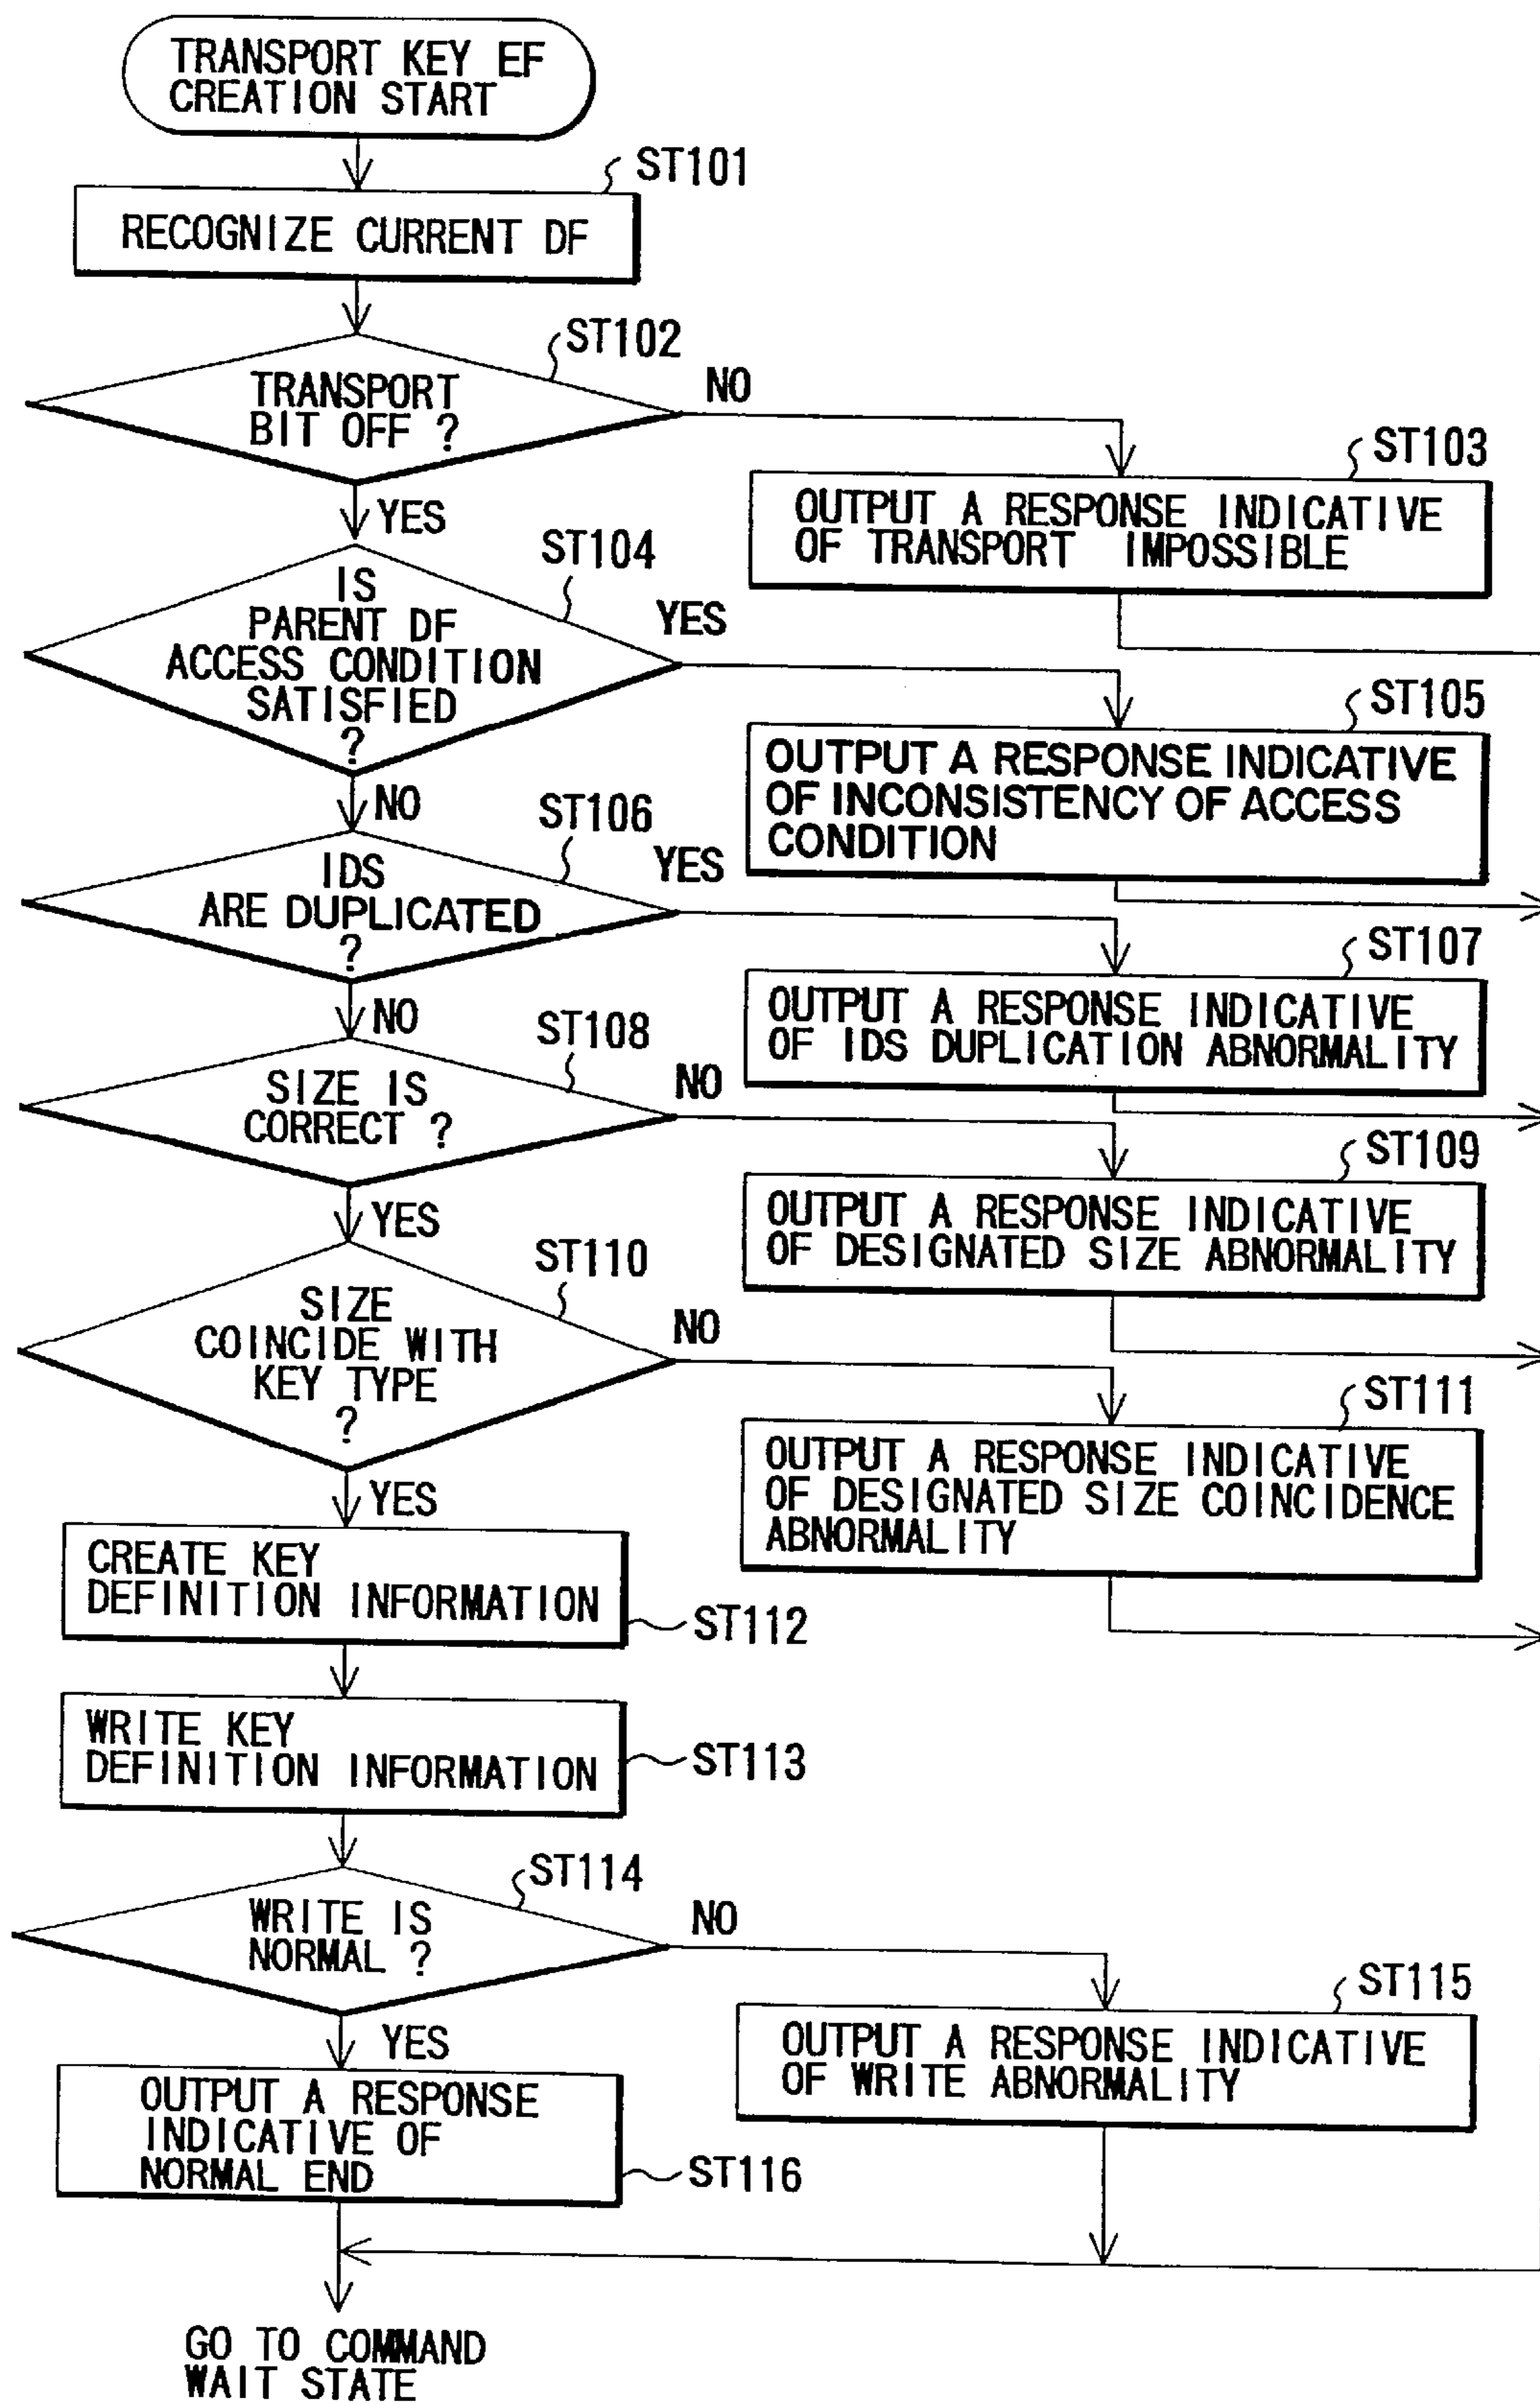 TRANSPORT KEY EF
CREATION START
ST101
RECOGNIZE CURRENT DF
ST102
TRANSPORT
BIT OFF ?
NO
YES
ST103
OUTPUT A RESPONSE INDICATIVE
OF TRANSPORT IMPOSSIBLE
ST104
IS
PARENT DF
ACCESS CONDITION
SATISFIED
?
YES
NO
ST105
OUTPUT A RESPONSE INDICATIVE
OF INCONSISTENCY OF ACCESS
CONDITION
ST106
IDS
ARE DUPLICATED
?
YES
NO
ST107
OUTPUT A RESPONSE INDICATIVE
OF IDS DUPLICATION ABNORMALITY
ST108
SIZE IS
CORRECT ?
NO
YES
ST109
OUTPUT A RESPONSE INDICATIVE
OF DESIGNATED SIZE ABNORMALITY
ST110
SIZE
COINCIDE WITH
KEY TYPE
?
NO
YES
ST111
OUTPUT A RESPONSE INDICATIVE
OF DESIGNATED SIZE COINCIDENCE
ABNORMALITY
CREATE KEY
DEFINITION INFORMATION
ST112
WRITE KEY
DEFINITION INFORMATION
ST113
ST114
WRITE IS
NORMAL ?
NO
YES
ST115
OUTPUT A RESPONSE INDICATIVE
OF WRITE ABNORMALITY
OUTPUT A RESPONSE
INDICATIVE OF
NORMAL END
ST116
GO TO COMMAND
WAIT STATE